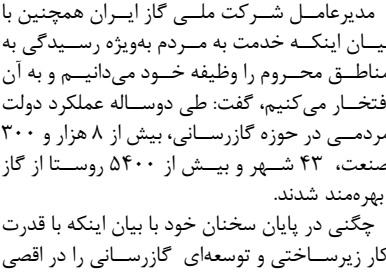 مدیرعامل شرکت ملی گاز ایران همچنین با
یان اینکه خدمت به مردم به‌ویژه رسیدگی به
مناطق محروم را وظیفه خود می‌دانیم و به آن
فتخار می‌کنیم، گفت: طی دوساله عملکرد دولت
مردمی در حوزه گازرسانی، بیش از ۸ هزار و ۳۰۰
صنعت، ۴۳ شهر و بیش از ۵۴۰۰ روستا از گاز
بهره‌مند شدند.
چگنی در پایان سخنان خود با بیان اینکه با قدرت
کار زیرساختی و توسعه‌ای گازرسانی را در اقصی